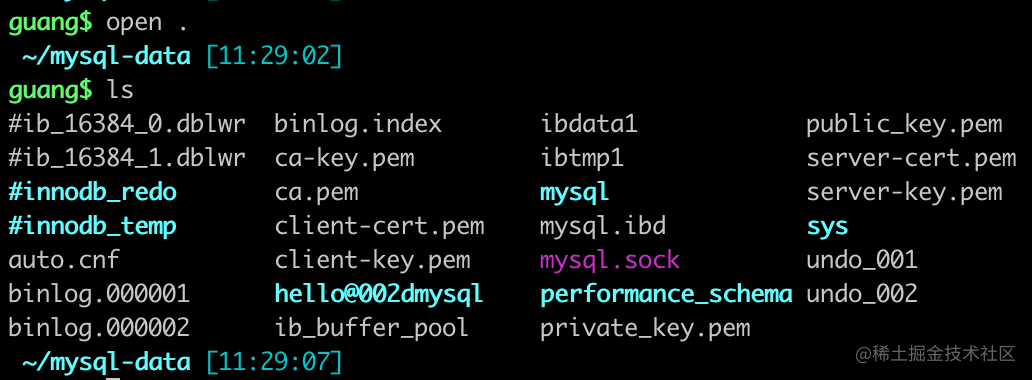 guang$ open .
~/mysql-data [11:29:02]
guang$ ls
#ib_16384_0.dblwr binlog.index ibdata1 public_key.pem
#ib_16384_1.dblwr ca-key.pem ibtmp1 server-cert.pem
#innodb_redo ca.pem mysql server-key.pem
#innodb_temp client-cert.pem mysql.ibd sys
auto.cnf client-key.pem mysql.sock undo_001
binlog.000001 hello@002dmysql performance_schema undo_002
binlog.000002 ib_buffer_pool private_key.pem
~/mysql-data [11:29:07]
@稀土掘金技术社区